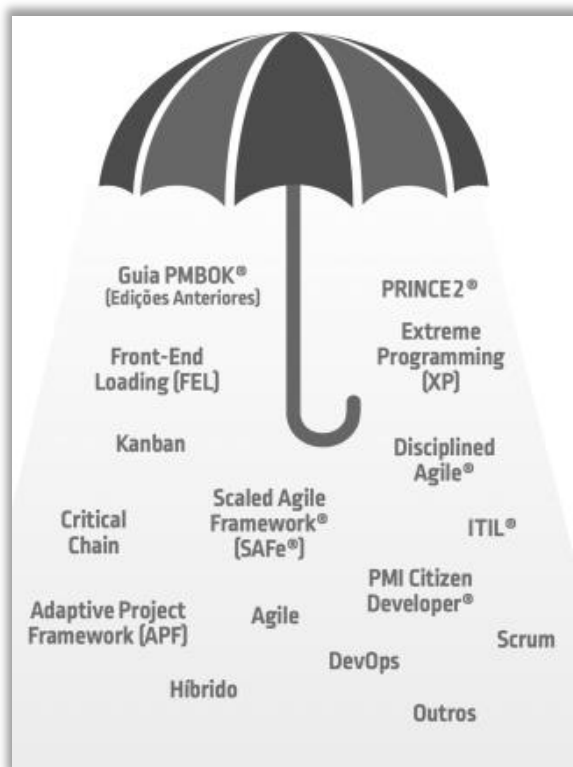 Guia PMBOK®
(Edições Anteriores)
PRINCE2®
Front-End
Loading (FEL)
Extreme
Programming
(XP)
Kanban
Disciplined
Agile®
Critical
Chain
Scaled Agile
Framework®
(SAFe®)
ITIL®
Adaptive Project
Framework (APF)
Agile
PMI Citizen
Developer®
Scrum
DevOps
Híbrido
Outros